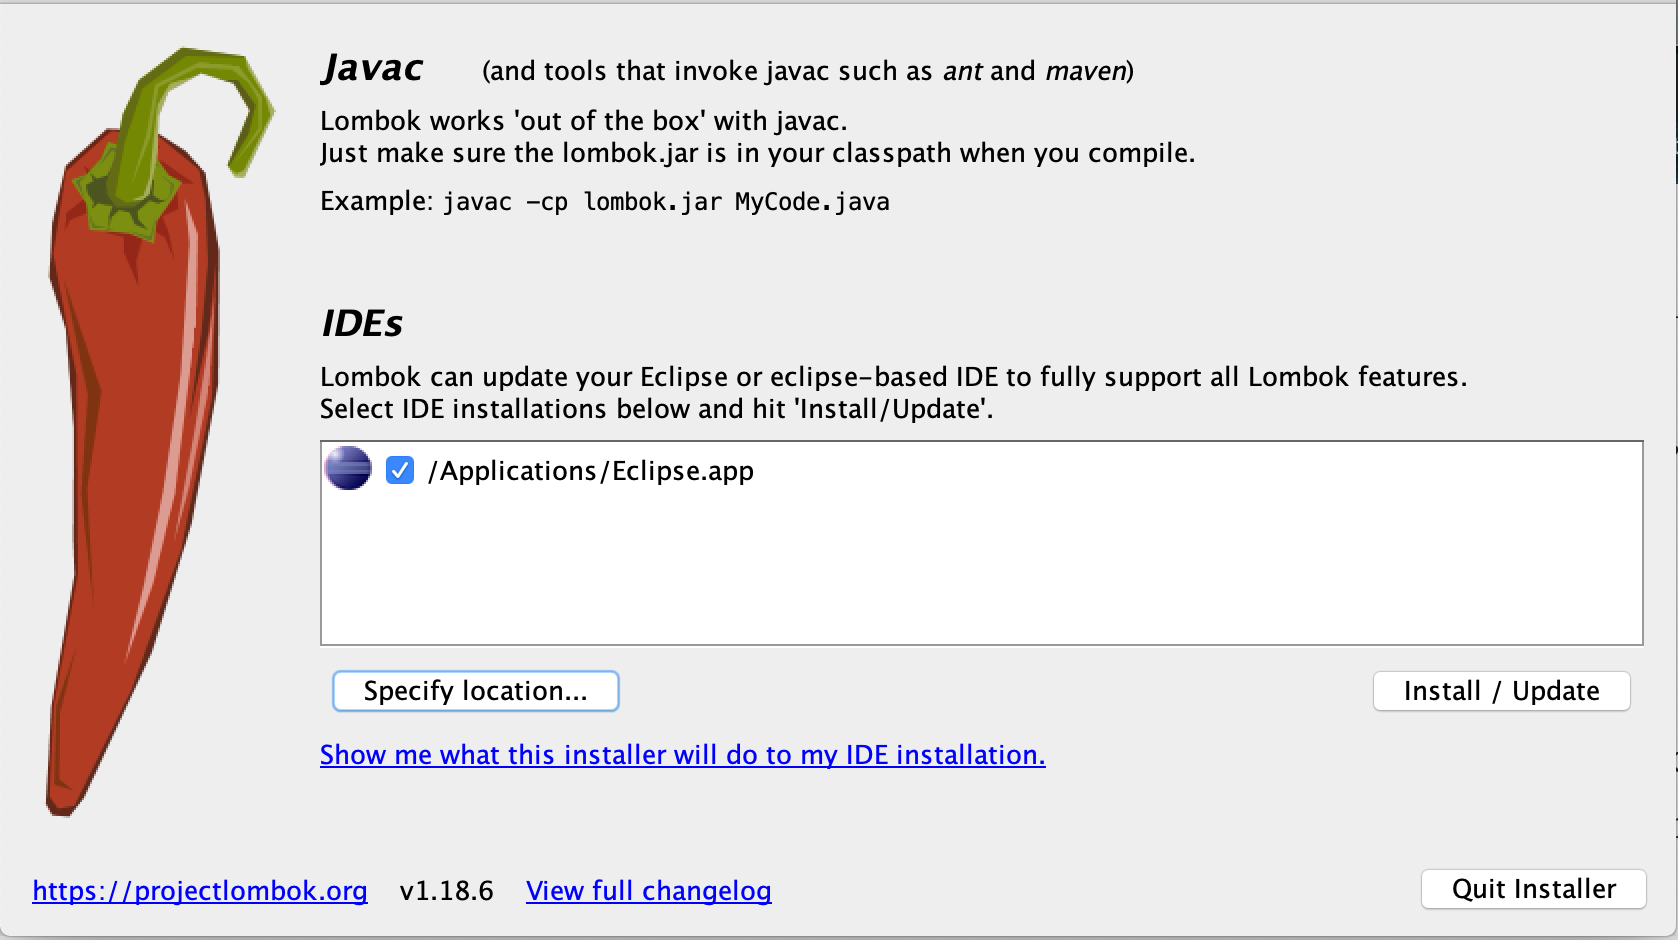 Javac (and tools that invoke javac such as ant and maven)
Lombok works 'out of the box' with javac.
Just make sure the lombok.jar is in your classpath when you compile.
Example: javac -cp lombok.jar MyCode.java
IDEs
Lombok can update your Eclipse or eclipse-based IDE to fully support all Lombok features.
Select IDE installations below and hit 'Install/Update'.
/Applications/Eclipse.app
Specify location... Install / Update
Show me what this installer will do to my IDE installation.
https://projectlombok.org v1.18.6 View full changelog Quit Installer